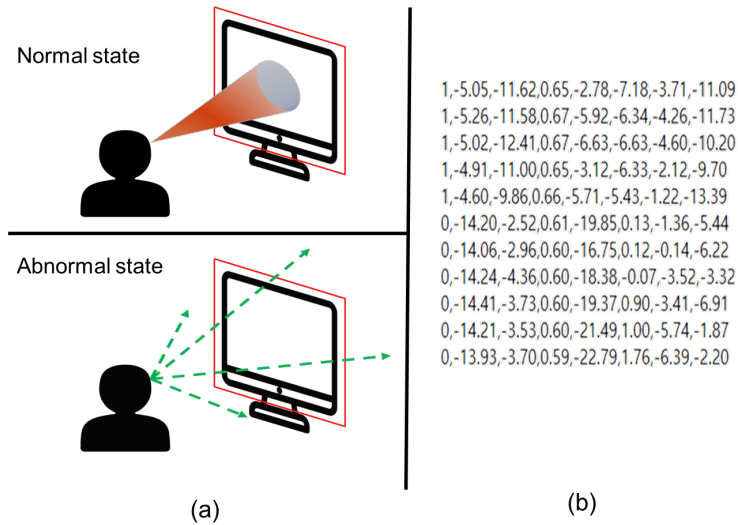 Normal state
Abnormal state
(a)
1,-5.05,-11.62,0.65,-2.78,-7.18,-3.71,-11.09
1,-5.26,-11.58,0.67,-5.92,-6.34,-4.26,-11.73
1,-5.02,-12.41,0.67,-6.63,-6.63,-4.60,-10.20
1,-4.91,-11.00,0.65,-3.12,-6.33,-2.12,-9.70
1,-4.60,-9.86,0.66,-5.71,-5.43,-1.22,-13.39
0,-14.20,-2.52,0.61,-19.85,0.13,-1.36,-5.44
0,-14.06,-2.96,0.60,-16.75,0.12,-0.14,-6.22
0,-14.24,-4.36,0.60,-18.38,-0.07,-3.52,-3.32
0,-14.41,-3.73,0.60,-19.37,0.90,-3.41,-6.91
0,-14.21,-3.53,0.60,-21.49,1.00,-5.74,-1.87
0,-13.93,-3.70,0.59,-22.79,1.76,-6.39,-2.20
(b)